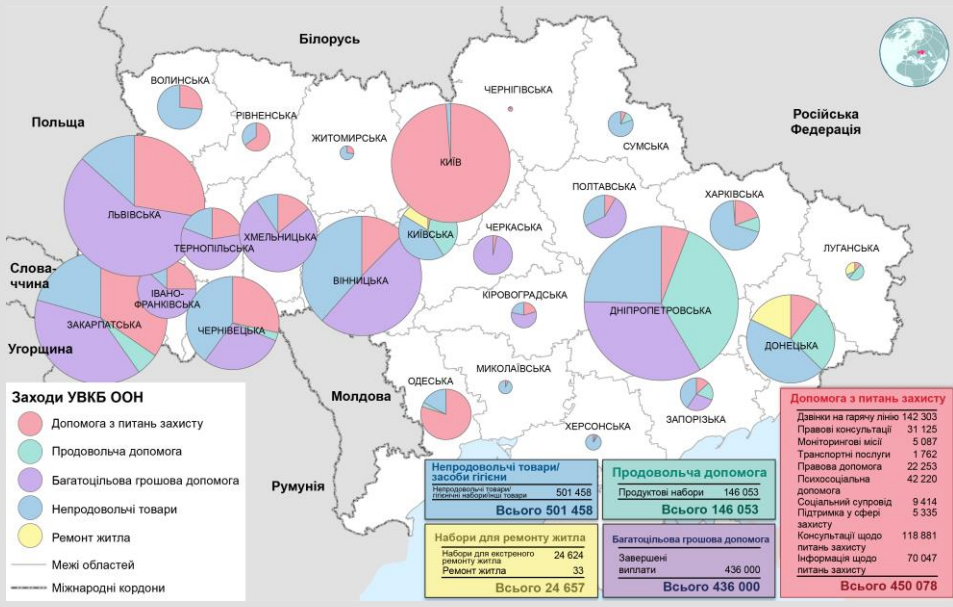 Білорусь
ВОЛИНСЬКА
РІВНЕНСЬКА
ЧЕРНІГІВСЬКА
Польща
ЖИТОМИРСЬКА
СУМСЬКА
Російська
Федерація
КИЇВ
ЛЬВІВСЬКА
ТЕРНОПІЛЬСЬКА
ХМЕЛЬНИЦЬКА
КИЇВСЬКА
ПОЛТАВСЬКА
ХАРКІВСЬКА
ЧЕРКАСЬКА
ЛУГАНСЬКА
Слова-
ччина
ІВАНО-
ФРАНКІВСЬКА
ВІННИЦЬКА
ЗАКАРПАТСЬКА
ЧЕРНІВЕЦЬКА
КІРОВОГРАДСЬКА
ДНІПРОПЕТРОВСЬКА
ДОНЕЦЬКА
Угорщина
Молдова
ОДЕСЬКА
МИКОЛАЇВСЬКА
ЗАПОРІЗЬКА
ХЕРСОНСЬКА
Румунія
Заходи УВКБ ООН
Допомога з питань захисту
Продовольча допомога
Багатоцільова грошова допомога
Непродовольчі товари
Ремонт житла
Межі областей
Міжнародні кордони
Непродовольчі товари/
засоби гігієни
Непродовольчі товари/
гігієнічні набори/інші товари 501 458
Всього 501 458
Продовольча допомога
Продуктові набори 146 053
Всього 146 053
Набори для ремонту житла
Набори для екстреного
ремонту житла 24 624
Ремонт житла 33
Всього 24 657
Багатоцільова грошова допомога
Завершені
виплати 436 000
Всього 436 000
Допомога з питань захисту
Дзвінки на гарячу лінію 142 303
Правові консультації 31 125
Моніторингові місії 5 087
Транспортні послуги 1 762
Правова допомога 22 253
Психосоціальна 42 220
допомога
Соціальний супровід 9 414
Підтримка у сфері 5 335
захисту
Консультації щодо 118 881
питань захисту
Інформація щодо 70 047
питань захисту
Всього 450 078